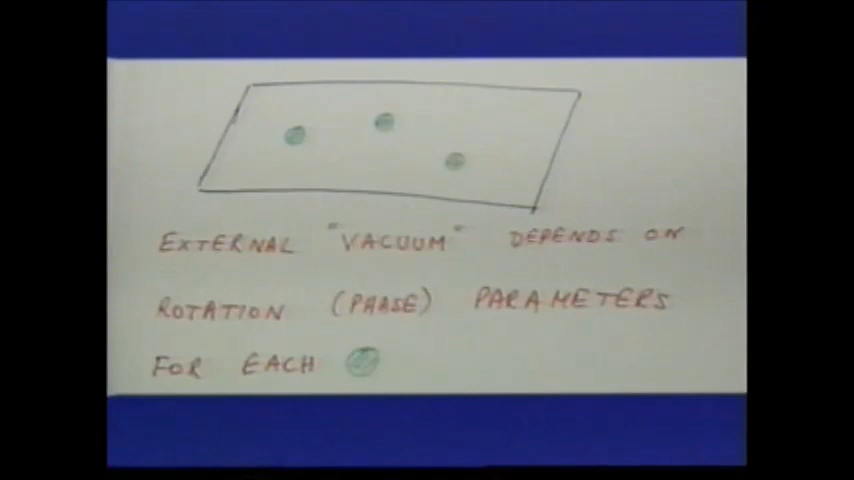 EXTERNAL "VACUUM" DEPENDS ON
ROTATION (PHASE) PARAMETERS
FOR EACH